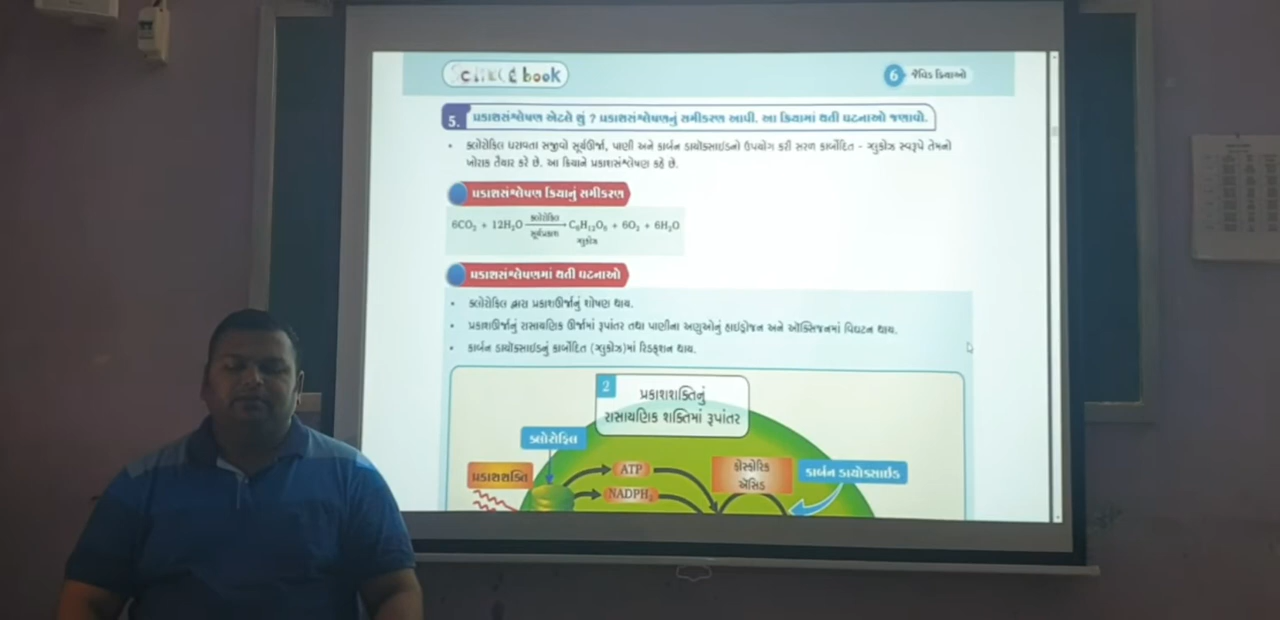 book
6 જૈવિક ક્રિયાઓ
5. પ્રકાશસંશ્લેષણ એટલે શું ? પ્રકાશસંશ્લેષણનું સમીકરણ આપી. આ ક્રિયામાં થતી ઘટનાઓ જણાવો.
• ક્લોરોફિલ ધરાવતા સજીવો સૂર્યઊર્જા, પાણી અને કાર્બન ડાયૉક્સાઇડનો ઉપયોગ કરી સરળ કાર્બોદિત - ગ્લુકોઝ સ્વરૂપે તેમનો
ખોરાક તૈયાર કરે છે. આ ક્રિયાને પ્રકાશસંશ્લેષણ કહે છે.
પ્રકાશસંશ્લેષણ ક્રિયાનું સમીકરણ
ક્લોરોફિલ
6CO₂ + 12H₂O → C₆H₁₂O₆ + 6O₂ + 6H₂O
સૂર્યપ્રકાશ ગ્લુકોઝ
પ્રકાશસંશ્લેષણમાં થતી ઘટનાઓ
• ક્લોરોફિલ દ્વારા પ્રકાશઊર્જાનું શોષણ થાય.
• પ્રકાશઊર્જાનું રાસાયણિક ઊર્જામાં રૂપાંતર તથા પાણીના અણુઓનું હાઇડ્રોજન અને ઑક્સિજનમાં વિઘટન થાય.
• કાર્બન ડાયૉક્સાઇડનું કાર્બોદિત (ગ્લુકોઝ)માં રિડક્શન થાય.
2
પ્રકાશશક્તિનું
રાસાયણિક શક્તિમાં રૂપાંતર
ક્લોરોફિલ
પ્રકાશશક્તિ
ATP
NADPH₂
ફોસ્ફોરિક
ઍસિડ
કાર્બન ડાયોક્સાઇડ